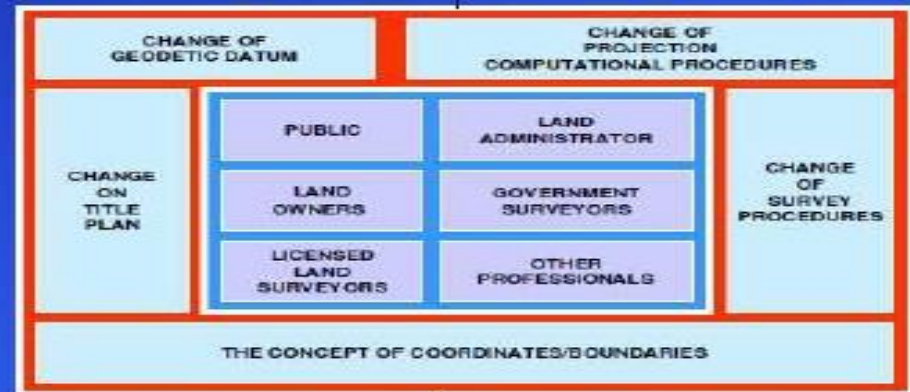 CHANGE OF
GEODETIC DATUM
CHANGE OF
PROJECTION
COMPUTATIONAL PROCEDURES
CHANGE
ON
TITLE
PLAN
PUBLIC
LAND
ADMINISTRATOR
LAND
OWNERS
GOVERNMENT
SURVEYORS
LICENSED
LAND
SURVEYORS
OTHER
PROFESSIONALS
CHANGE
OF
SURVEY
PROCEDURES
THE CONCEPT OF COORDINATES/BOUNDARIES